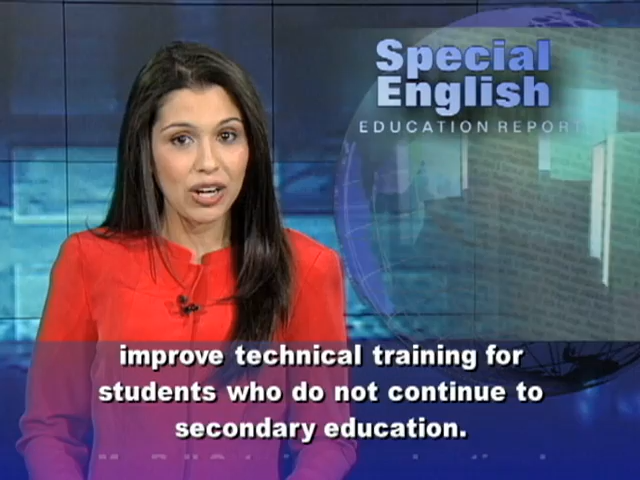 Special
English
EDUCATION REPORT
improve technical training for
students who do not continue to
secondary education.